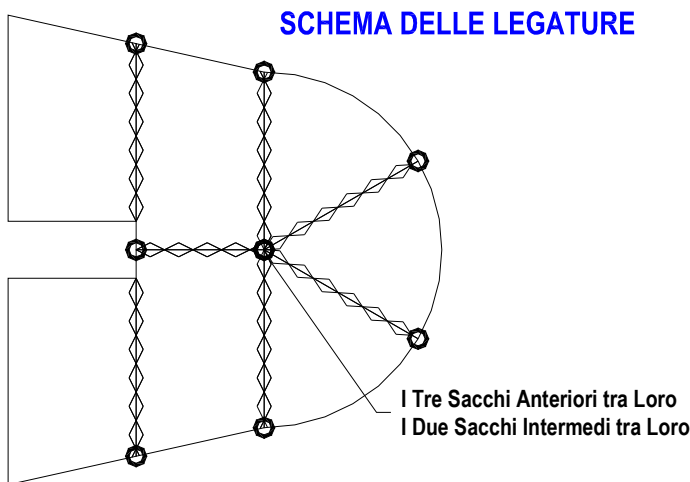 SCHEMA DELLE LEGATURE
I Tre Sacchi Anteriori tra Loro
I Due Sacchi Intermedi tra Loro